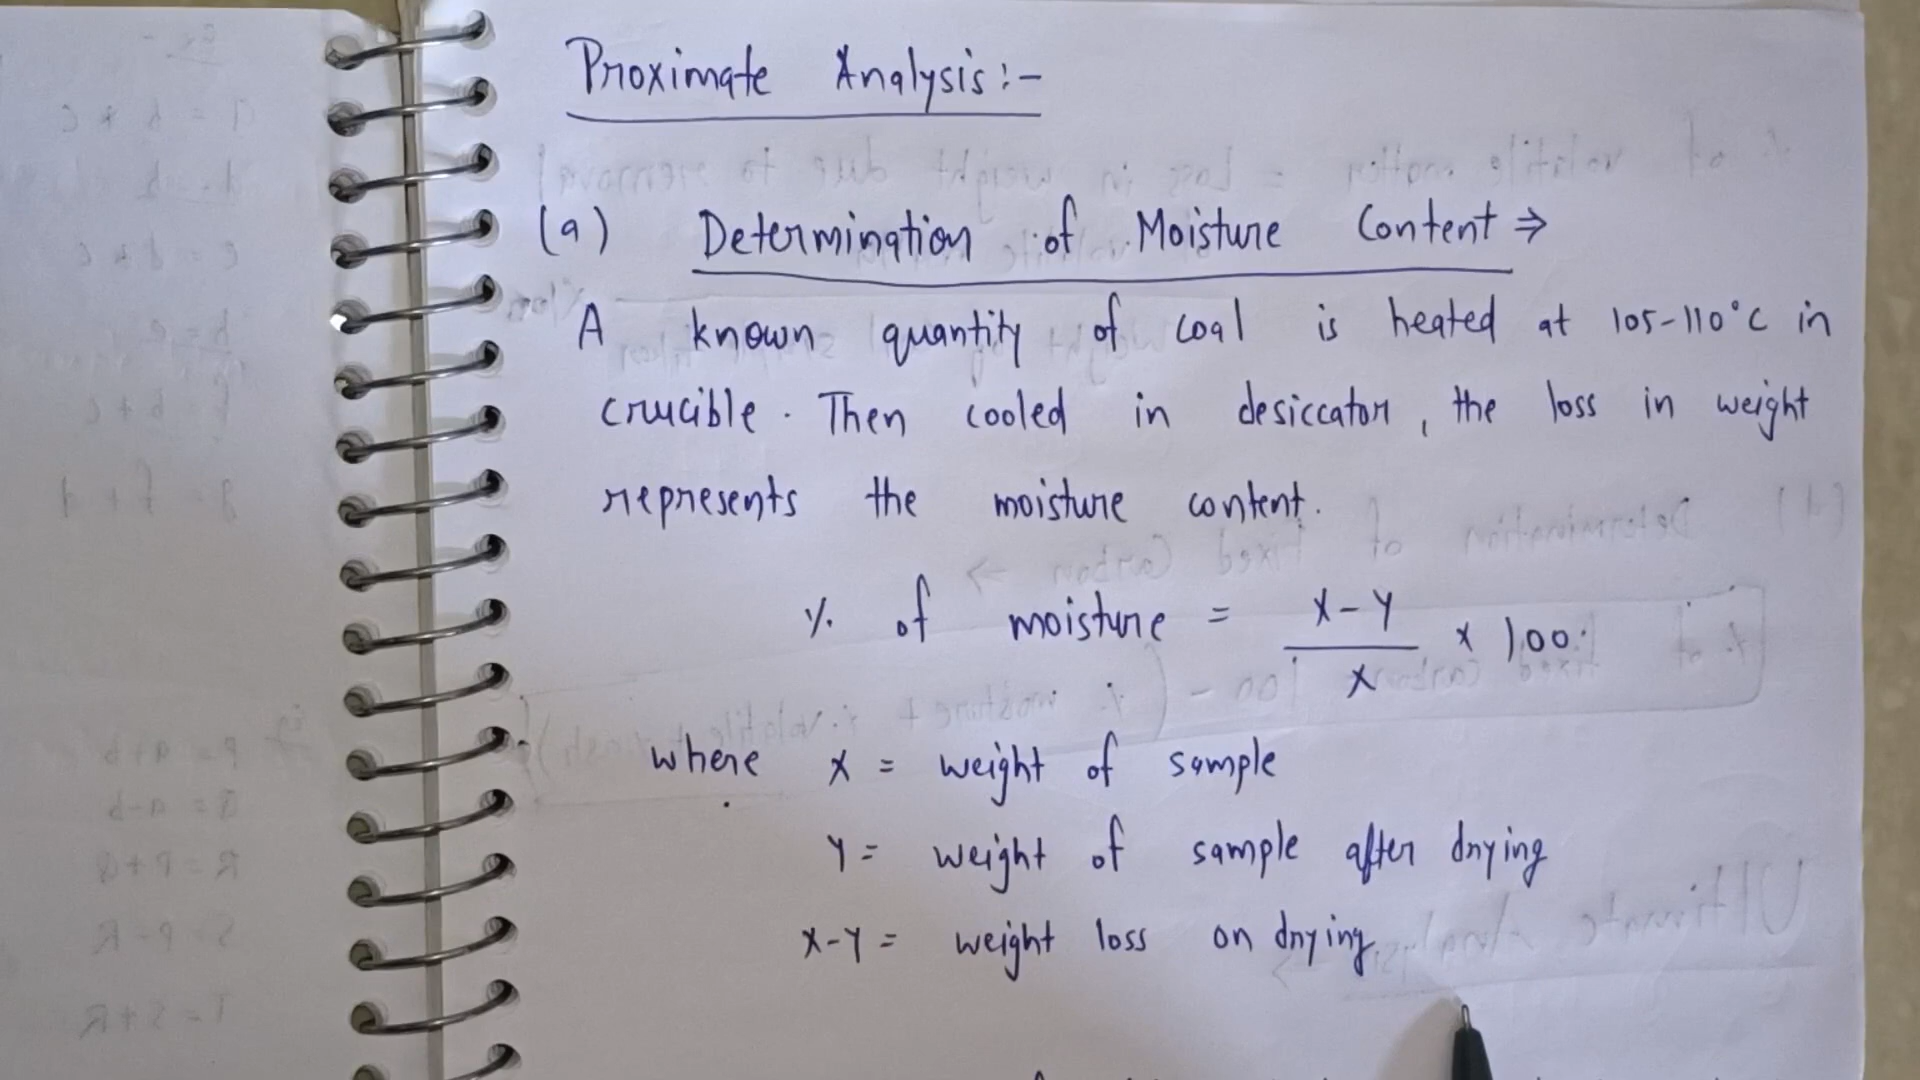 Proximate Analysis:-
(a) Determination of Moisture Content ⇒
A known quantity of coal is heated at 105-110°C in
crucible. Then cooled in desiccator, the loss in weight
represents the moisture content.
% of moisture = X-Y / X × 100
where X = weight of sample
Y = weight of sample after drying
X-Y = weight loss on drying